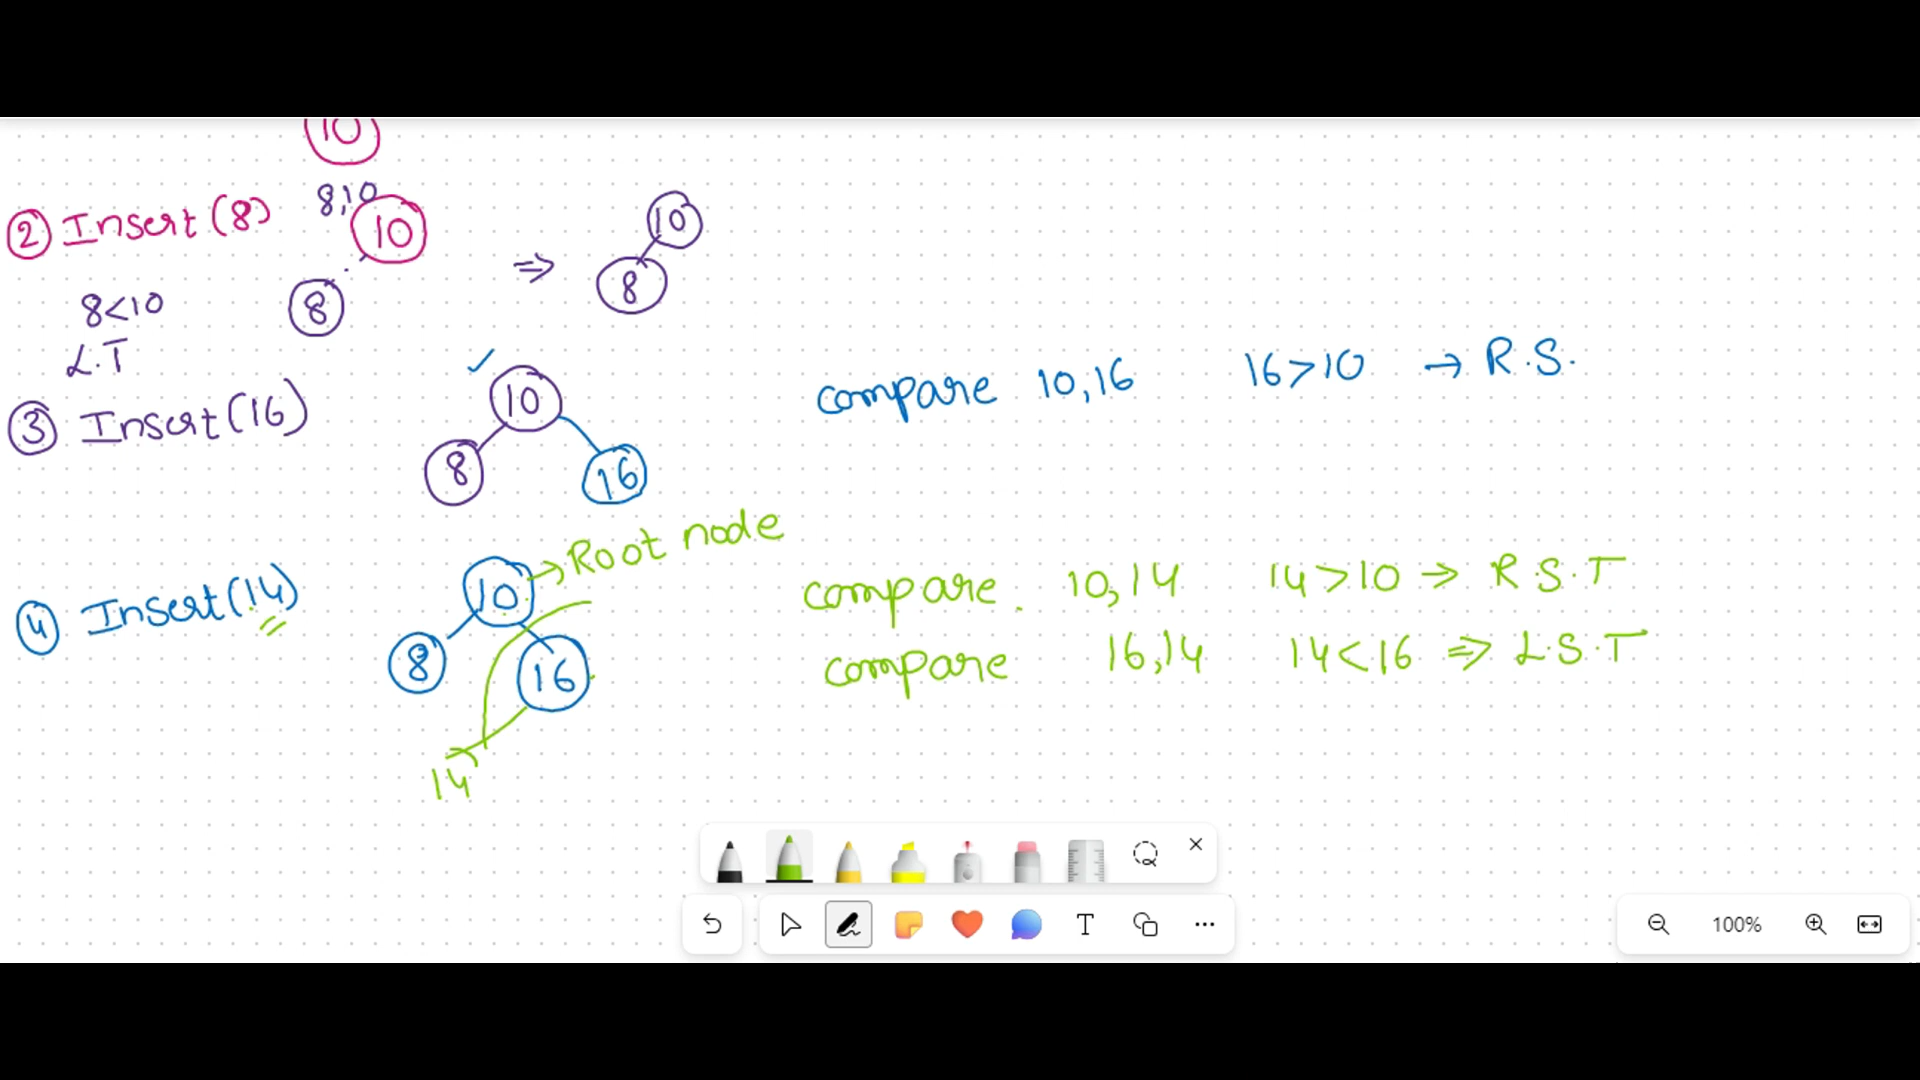 10
② Insert(8) 8,10 10 ⇒ 10
8<10 8 8
L.T
③ Insert(16) 10 compare 10,16 16>10 → R.S.
8 16
④ Insert(14) 10 → Root node compare. 10,14 14>10 → R.S.T
8 16 compare 16,14 14<16 ⇒ L.S.T
14
T
100%